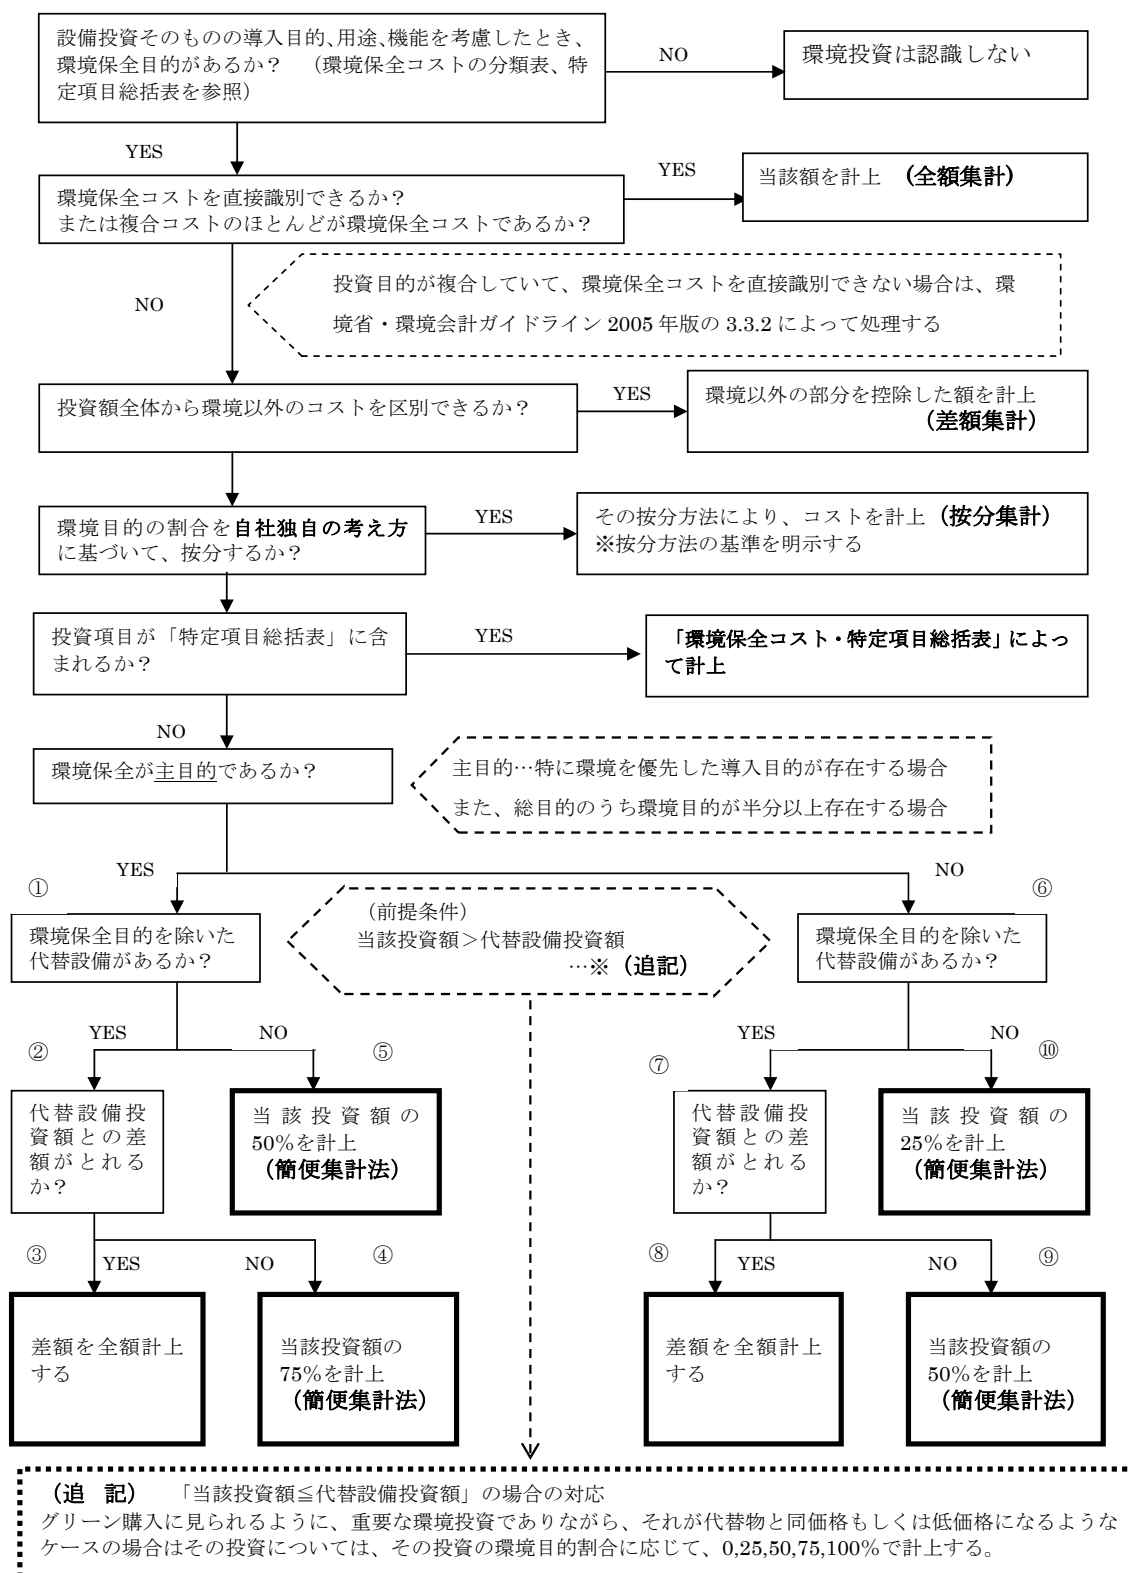 設備投資そのものの導入目的、用途、機能を考慮したとき、
環境保全目的があるか？　（環境保全コストの分類表、特
定項目総括表を参照）
NO
環境投資は認識しない
YES
環境保全コストを直接識別できるか？
または複合コストのほとんどが環境保全コストであるか？
YES
当該額を計上　（全額集計）
NO
投資目的が複合していて、環境保全コストを直接識別できない場合は、環
境省・環境会計ガイドライン 2005 年版の 3.3.2 によって処理する
投資額全体から環境以外のコストを区別できるか？
YES
環境以外の部分を控除した額を計上
（差額集計）
環境目的の割合を自社独自の考え方
に基づいて、按分するか？
YES
その按分方法により、コストを計上（按分集計）
※按分方法の基準を明示する
投資項目が「特定項目総括表」に含
まれるか？
YES
「環境保全コスト・特定項目総括表」によっ
て計上
NO
環境保全が主目的であるか？
主目的…特に環境を優先した導入目的が存在する場合
また、総目的のうち環境目的が半分以上存在する場合
YES
NO
①
環境保全目的を除いた
代替設備があるか？
（前提条件）
当該投資額＞代替設備投資額
…※（追記）
⑥
環境保全目的を除いた
代替設備があるか？
YES
NO
YES
NO
②
代替設備投
資額との差
額がとれる
か？
⑤
当該投資額の
50%を計上
（簡便集計法）
⑦
代替設備投
資額との差
額がとれる
か？
⑩
当該投資額の
25%を計上
（簡便集計法）
③
YES
NO
④
⑧
YES
NO
⑨
差額を全額計上
する
当該投資額の
75%を計上
（簡便集計法）
差額を全額計上
する
当該投資額の
50%を計上
（簡便集計法）
（追　記）　「当該投資額≦代替設備投資額」の場合の対応
グリーン購入に見られるように、重要な環境投資でありながら、それが代替物と同価格もしくは低価格になるような
ケースの場合はその投資については、その投資の環境目的割合に応じて、0,25,50,75,100%で計上する。